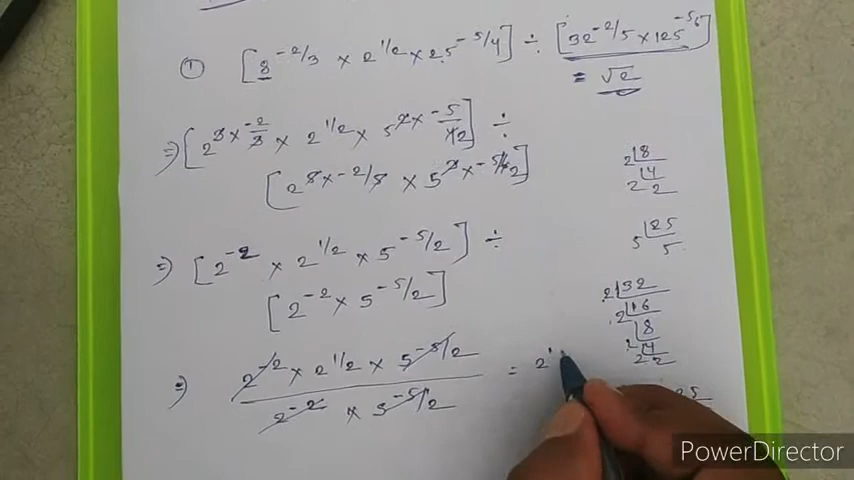 ① [8^{-2/3} × 2^{1/2} × 25^{-5/4}] ÷ [32^{-2/5} × 125^{-5/6}]
= √2
⇒ [2^{3 × -2/3} × 2^{1/2} × 5^{2 × -5/4 2}] ÷
[2^{5 × -2/5} × 5^{3 × -5/6 2}]
⇒ [2^{-2} × 2^{1/2} × 5^{-5/2}] ÷
[2^{-2} × 5^{-5/2}]
⇒ 2^{-2} × 2^{1/2} × 5^{-5/2} = 2^{1
2^{-2} × 5^{-5/2}
2 8
2 4
2
5 25
5
2 32
2 16
2 8
2 4
2
25
PowerDirector